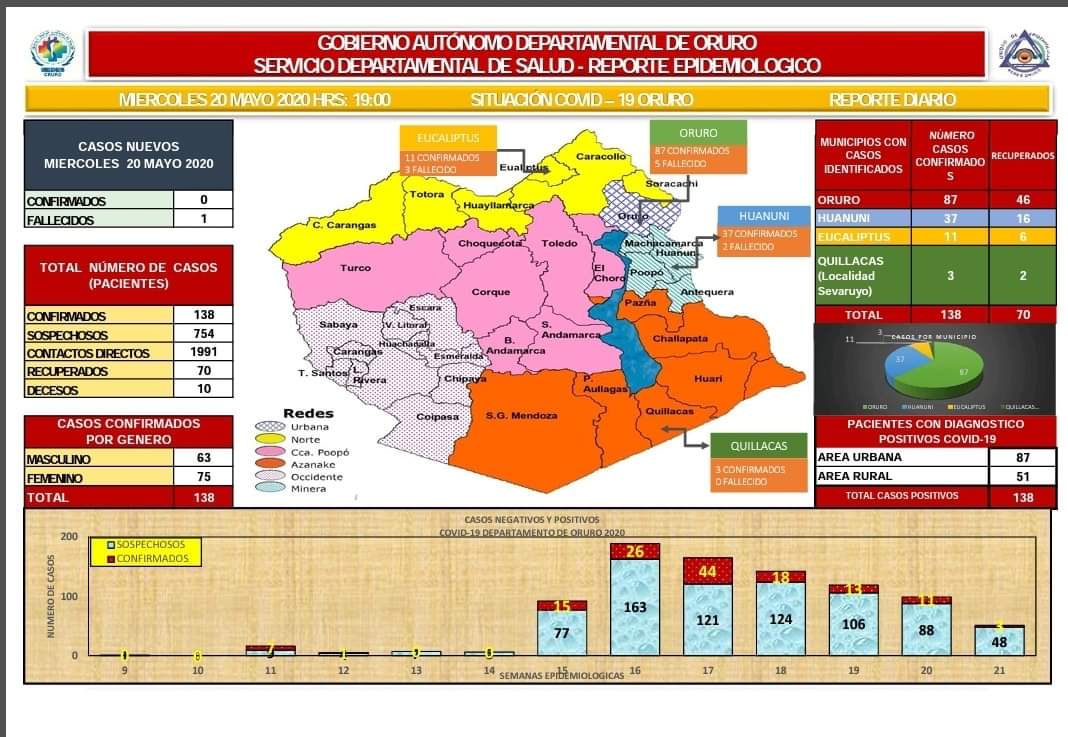 GOBIERNO AUTÓNOMO DEPARTAMENTAL DE ORURO
SERVICIO DEPARTAMENTAL DE SALUD - REPORTE EPIDEMIOLOGICO
MIERCOLES 20 MAYO 2020 HRS: 19:00 SITUACIÓN COVID – 19 ORURO REPORTE DIARIO
CASOS NUEVOS
MIERCOLES 20 MAYO 2020
CONFIRMADOS 0
FALLECIDOS 1
TOTAL NÚMERO DE CASOS
(PACIENTES)
CONFIRMADOS 138
SOSPECHOSOS 754
CONTACTOS DIRECTOS 1991
RECUPERADOS 70
DECESOS 10
CASOS CONFIRMADOS
POR GENERO
MASCULINO 63
FEMENINO 75
TOTAL 138
EUCALIPTUS
11 CONFIRMADOS
3 FALLECIDO
ORURO
87 CONFIRMADOS
5 FALLECIDO
HUANUNI
37 CONFIRMADOS
2 FALLECIDO
QUILLACAS
3 CONFIRMADOS
0 FALLECIDO
Caracollo
Soracachi
Totora
Huayllamarca
Oruro
C. Carangas
Choquecota
Toledo
Machacamarca
Huanuni
Turco
El
Choro
Poopó
Corque
Antequera
Pazña
Escara
Sabaya
V. Litoral
S.
Andamarca
Challapata
Huachacalla
B.
Andamarca
Carangas
Esmeralda
T. Santos
L.
Rivera
Chipaya
P.
Aullagas
Huari
Coipasa
S.G. Mendoza
Quillacas
Redes
Urbana
Norte
Cca. Poopó
Azanake
Occidente
Minera
MUNICIPIOS CON
CASOS
IDENTIFICADOS
NÚMERO
CASOS
CONFIRMADO
S
RECUPERADOS
ORURO 87 46
HUANUNI 37 16
EUCALIPTUS 11 6
QUILLACAS
(Localidad
Sevaruyo)
3 2
TOTAL 138 70
CASOS POR MUNICIPIO
3
11
37
87
ORURO HUANUNI EUCALIPTUS QUILLACAS...
PACIENTES CON DIAGNOSTICO
POSITIVOS COVID-19
AREA URBANA 87
AREA RURAL 51
TOTAL CASOS POSITIVOS 138
CASOS NEGATIVOS Y POSITIVOS
COVID-19 DEPARTAMENTO DE ORURO 2020
SOSPECHOSOS
CONFIRMADOS
NUMERO DE CASOS
200
100
0
7
1
0
15
77
26
163
44
121
18
124
13
106
11
88
3
48
9 10 11 12 13 14 15 16 17 18 19 20 21
SEMANAS EPIDEMIOLOGICAS